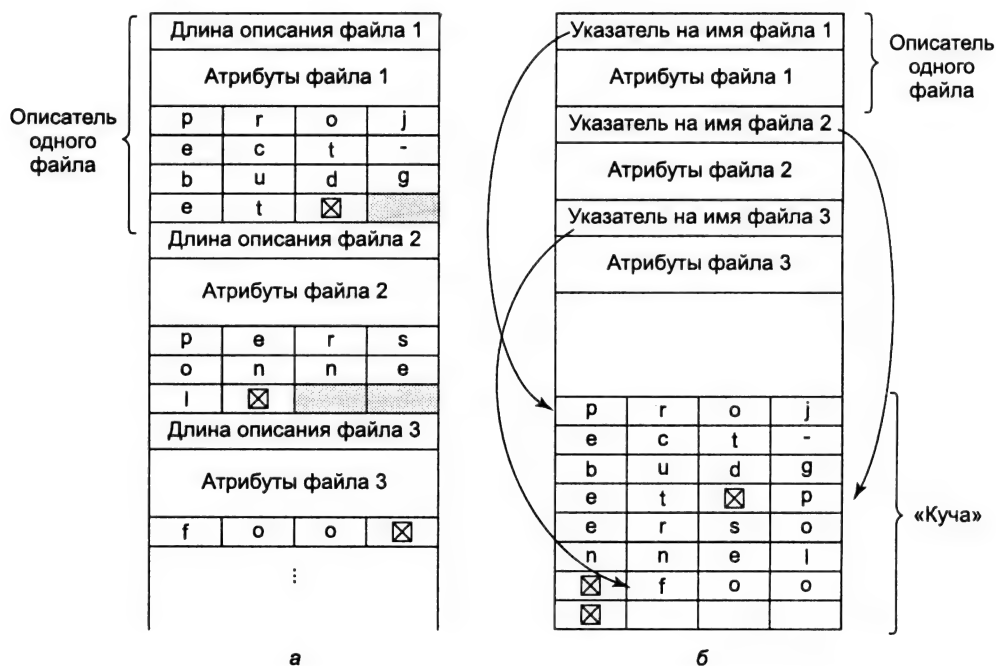 Описатель
одного
файла
Длина описания файла 1
Атрибуты файла 1
p r o j
e c t -
b u d g
e t
Длина описания файла 2
Атрибуты файла 2
p e r s
o n n e
l
Длина описания файла 3
Атрибуты файла 3
f o o
⋮
а
Указатель на имя файла 1
Атрибуты файла 1
Указатель на имя файла 2
Атрибуты файла 2
Указатель на имя файла 3
Атрибуты файла 3
p r o j
e c t -
b u d g
e t p
e r s o
n n e l
f o o
Описатель
одного
файла
«Куча»
б